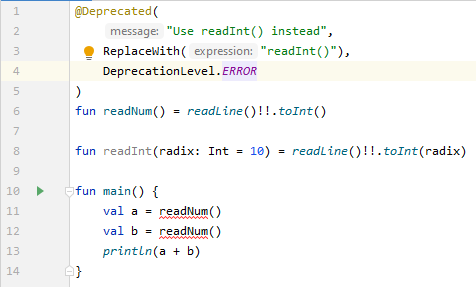 1 @Deprecated(
2 message: "Use readInt() instead",
3 ReplaceWith( expression: "readInt()"),
4 DeprecationLevel.ERROR
5 )
6 fun readNum() = readLine()!!.toInt()
7
8 fun readInt(radix: Int = 10) = readLine()!!.toInt(radix)
9
10 fun main() {
11 val a = readNum()
12 val b = readNum()
13 println(a + b)
14 }